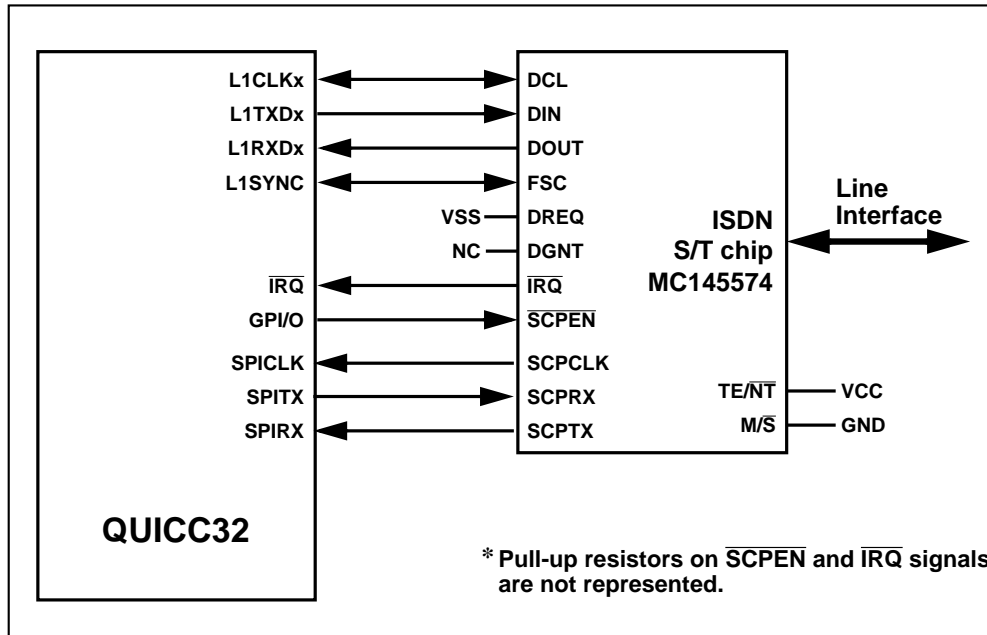 L1CLKx DCL
L1TXDx DIN
L1RXDx DOUT
L1SYNC FSC
VSS DREQ
NC DGNT
IRQ IRQ
GPI/O SCPEN
SPICLK SCPCLK
SPITX SCPRX
SPIRX SCPTX
QUICC32
ISDN
S/T chip
MC145574
Line
Interface
TE/NT VCC
M/S GND
* Pull-up resistors on SCPEN and IRQ signals
are not represented.